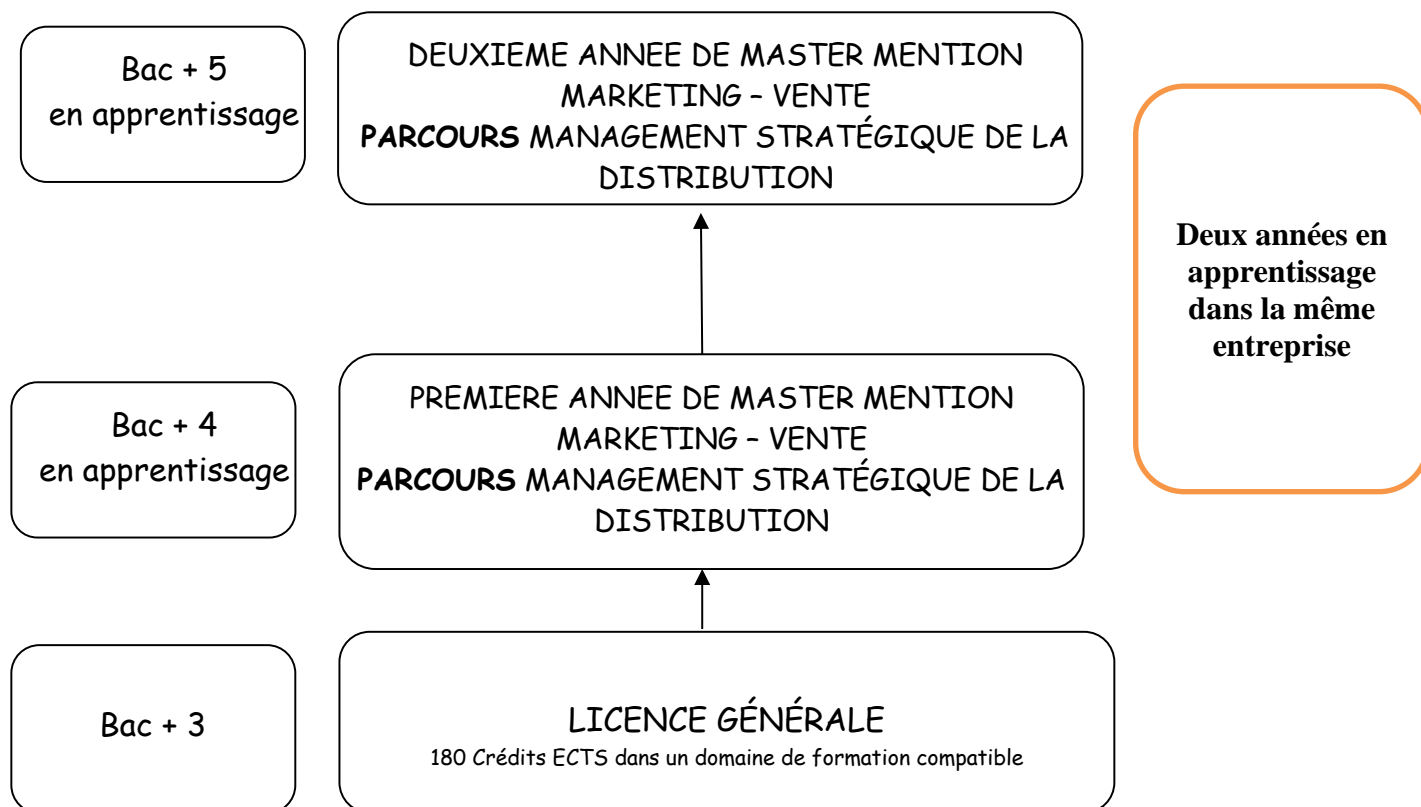 Bac + 5
en apprentissage
DEUXIEME ANNEE DE MASTER MENTION
MARKETING – VENTE
PARCOURS MANAGEMENT STRATÉGIQUE DE LA
DISTRIBUTION
Deux années en
apprentissage
dans la même
entreprise
Bac + 4
en apprentissage
PREMIERE ANNEE DE MASTER MENTION
MARKETING – VENTE
PARCOURS MANAGEMENT STRATÉGIQUE DE LA
DISTRIBUTION
Bac + 3
LICENCE GÉNÉRALE
180 Crédits ECTS dans un domaine de formation compatible